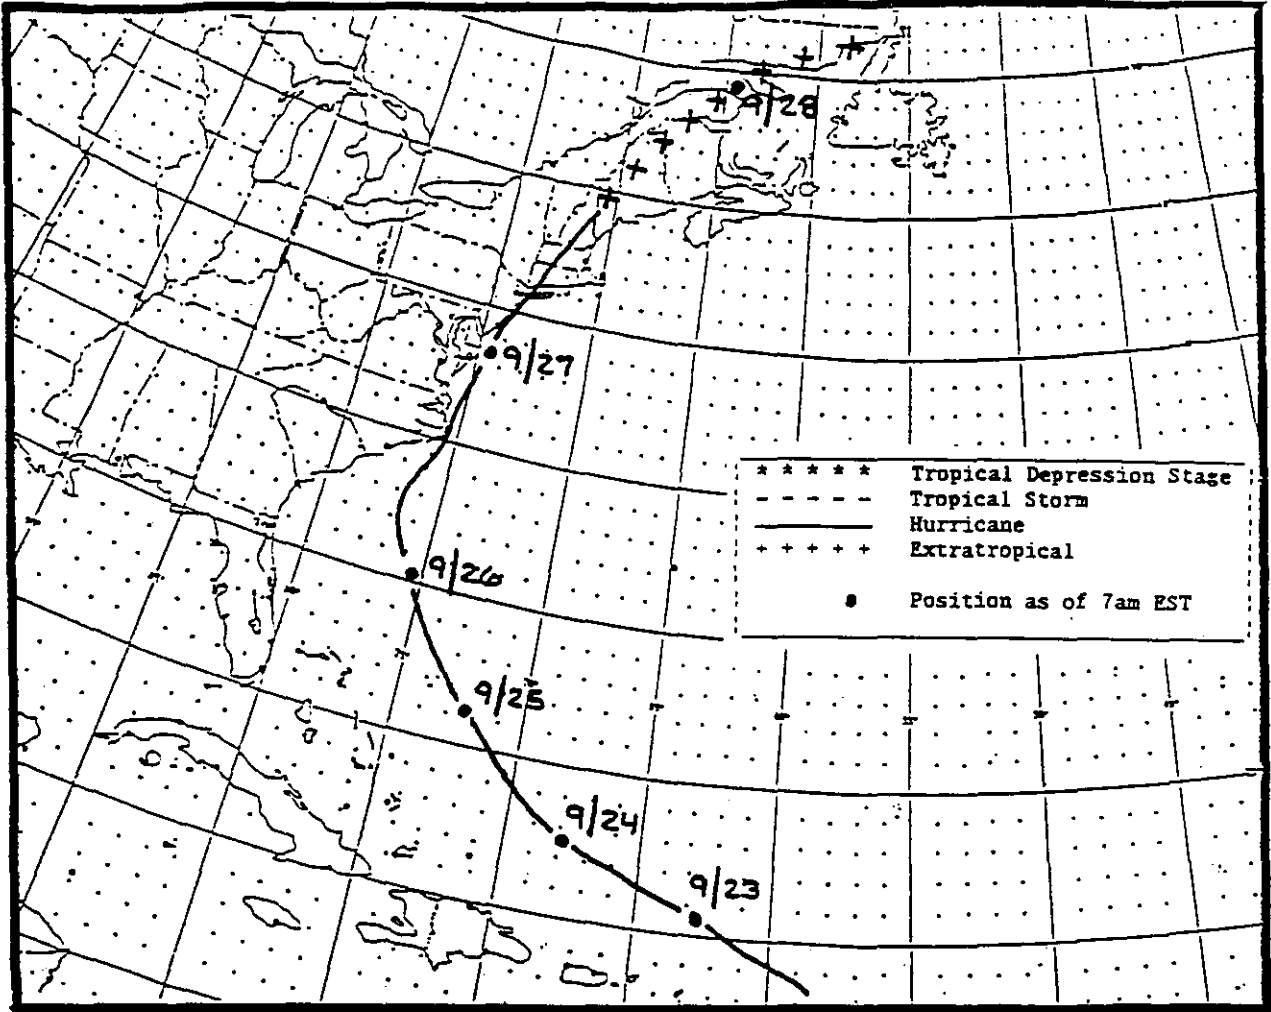 9/28
9/27
* * * * * Tropical Depression Stage
- - - - - Tropical Storm
Hurricane
+ + + + + Extratropical
9/26
● Position as of 7am EST
9/25
9/24
9/23